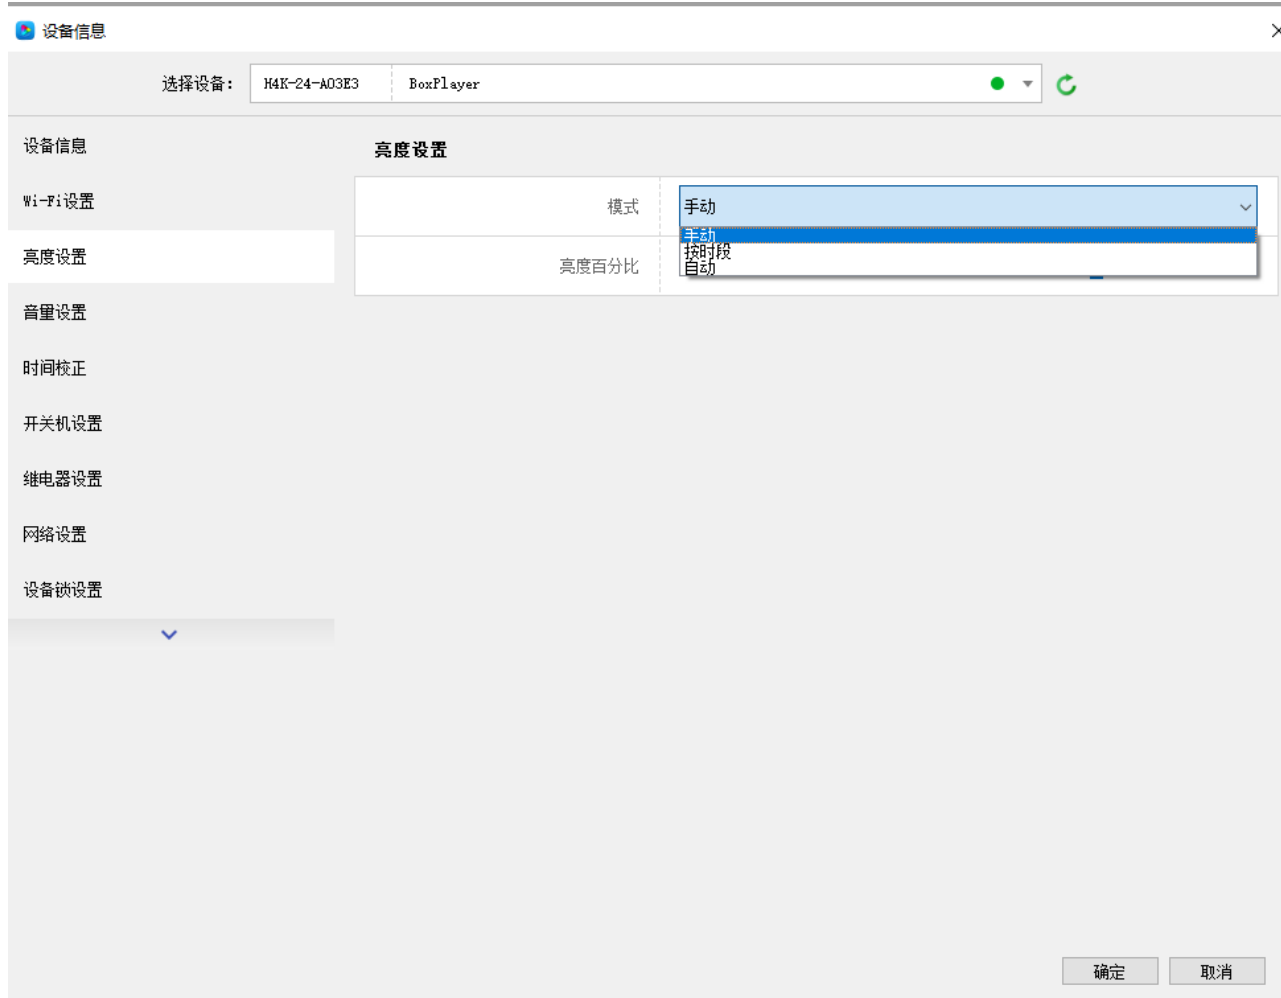 设备信息
选择设备： H4K-24-A03E3 BoxPlayer
设备信息
Wi-Fi设置
亮度设置
音量设置
时间校正
开关机设置
继电器设置
网络设置
设备锁设置
亮度设置
模式 手动
手动
按时段
自动
亮度百分比
确定 取消